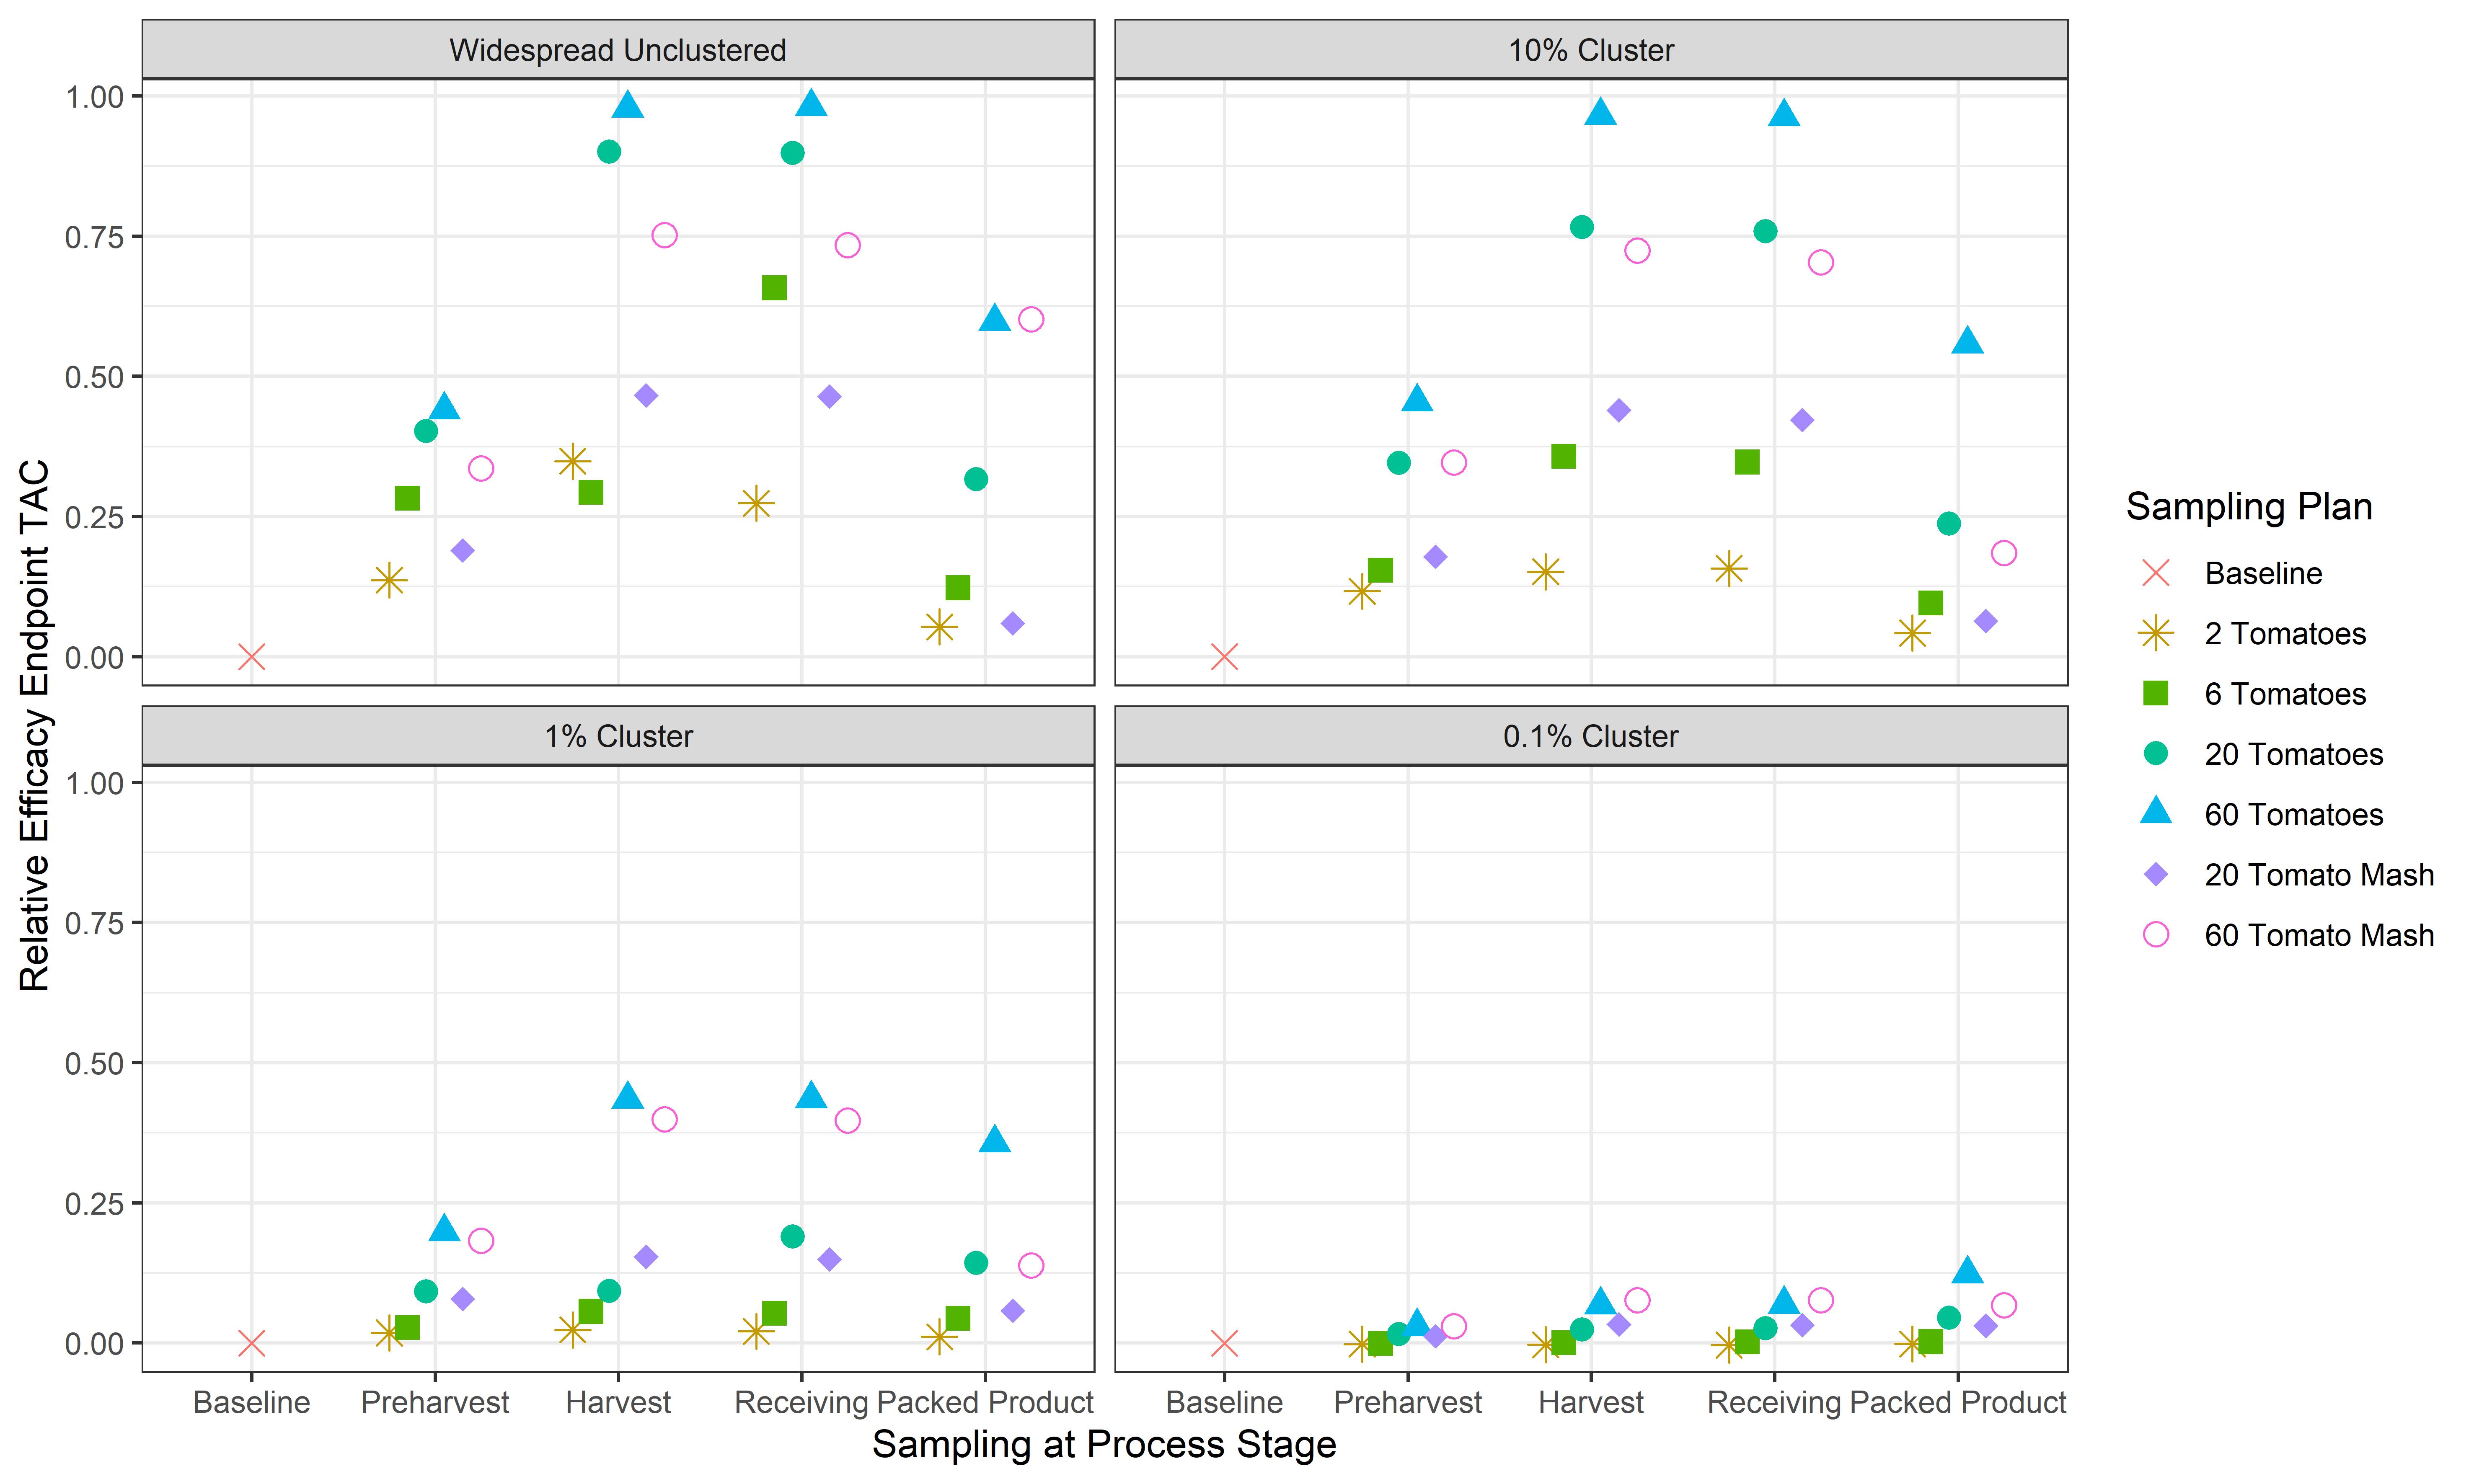 Widespread Unclustered
10% Cluster
1.00
0.75
0.50
0.25
0.00
1% Cluster
0.1% Cluster
1.00
0.75
0.50
0.25
0.00
Baseline Preharvest Harvest Receiving Packed Product
Baseline Preharvest Harvest Receiving Packed Product
Sampling at Process Stage
Relative Efficacy Endpoint TAC
Sampling Plan
Baseline
2 Tomatoes
6 Tomatoes
20 Tomatoes
60 Tomatoes
20 Tomato Mash
60 Tomato Mash